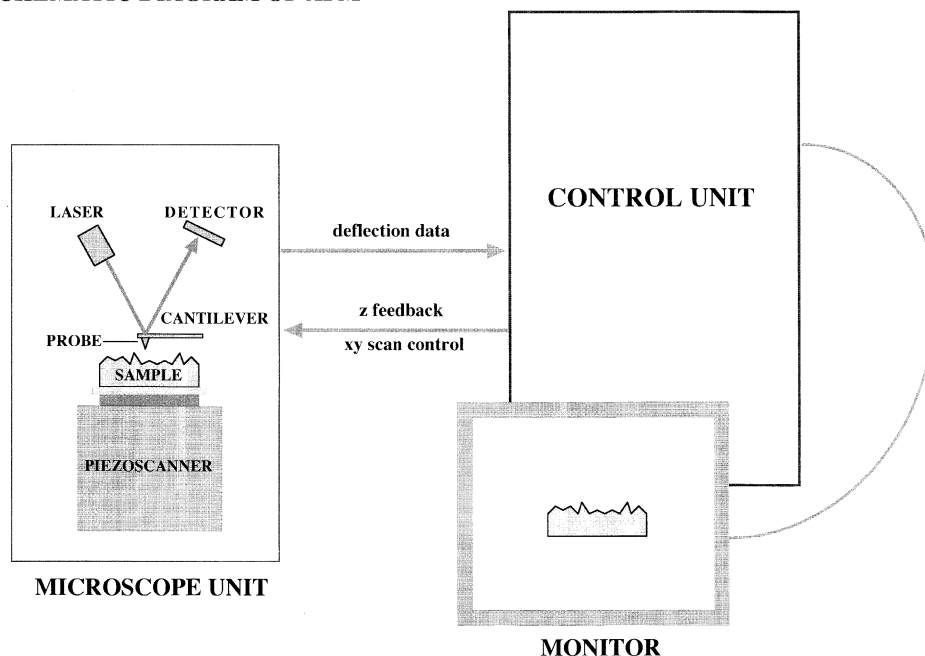 CONTROL UNIT
LASER
DETECTOR
deflection data
CANTILEVER
z feedback
PROBE
xy scan control
SAMPLE
PIEZOSCANNER
MICROSCOPE UNIT
MONITOR